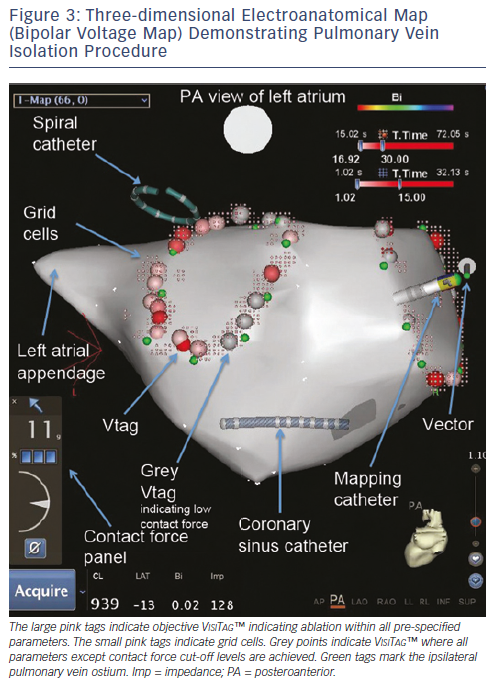 Figure 3: Three-dimensional Electroanatomical Map
(Bipolar Voltage Map) Demonstrating Pulmonary Vein
Isolation Procedure
1-Map (66, 0)
PA view of left atrium
Bi
Spiral
catheter
15.02 s
T.Time
72.05 s
16.92
30.00
1.02 s
T.Time
32.13 s
1.02
15.00
Grid
cells
Left atrial
appendage
Vtag
Vector
11 g
%
Grey
Vtag
indicating low
contact force
Mapping
catheter
Coronary
sinus catheter
Contact force
panel
1.10
PA
Acquire
CL
LAT
Bi
Imp
939
-13
0.02
128
AP PA LAO RAO LL RL INF SUP
The large pink tags indicate objective VISITAG™ indicating ablation within all pre-specified
parameters. The small pink tags indicate grid cells. Grey points indicate VISITAG™ where all
parameters except contact force cut-off levels are achieved. Green tags mark the ipsilateral
pulmonary vein ostium. Imp = impedance; PA = posteroanterior.